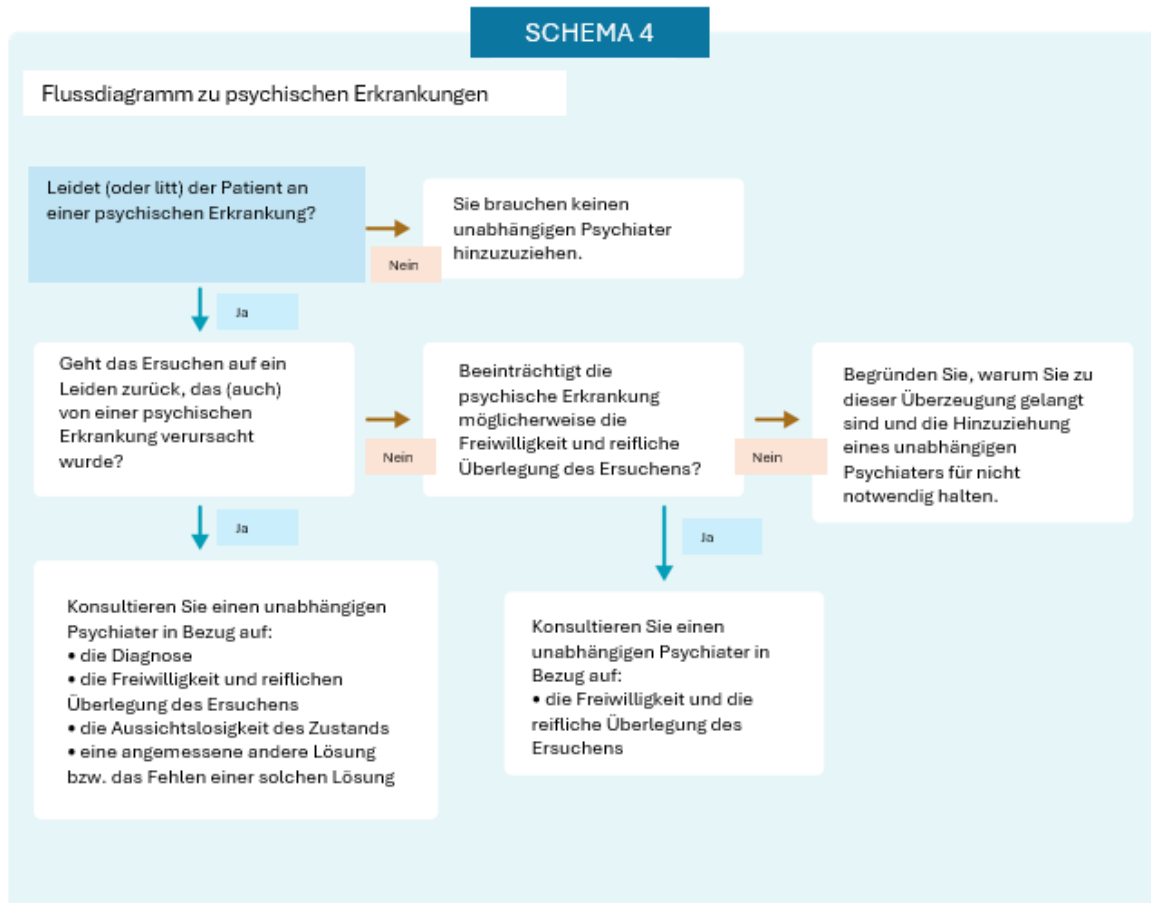 SCHEMA 4
Flussdiagramm zu psychischen Erkrankungen
Leidet (oder litt) der Patient an
einer psychischen Erkrankung?
Nein
Sie brauchen keinen
unabhängigen Psychiater
hinzuzuziehen.
Ja
Geht das Ersuchen auf ein
Leiden zurück, das (auch)
von einer psychischen
Erkrankung verursacht
wurde?
Nein
Beeinträchtigt die
psychische Erkrankung
möglicherweise die
Freiwilligkeit und reifliche
Überlegung des Ersuchens?
Nein
Begründen Sie, warum Sie zu
dieser Überzeugung gelangt
sind und die Hinzuziehung
eines unabhängigen
Psychiaters für nicht
notwendig halten.
Ja
Ja
Konsultieren Sie einen unabhängigen
Psychiater in Bezug auf:
• die Diagnose
• die Freiwilligkeit und reiflichen
Überlegung des Ersuchens
• die Aussichtslosigkeit des Zustands
• eine angemessene andere Lösung
bzw. das Fehlen einer solchen Lösung
Konsultieren Sie einen
unabhängigen Psychiater in
Bezug auf:
• die Freiwilligkeit und die
reifliche Überlegung des
Ersuchens